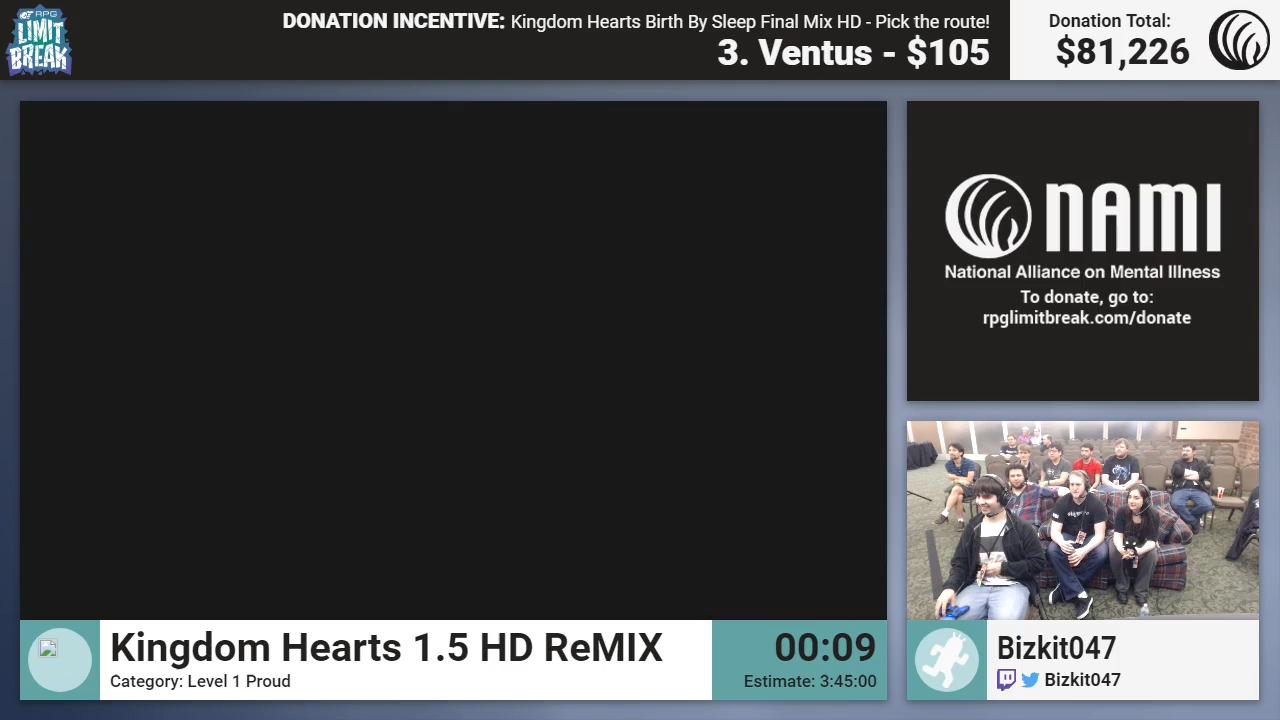 RPG
LIMIT
BREAK
DONATION INCENTIVE: Kingdom Hearts Birth By Sleep Final Mix HD - Pick the route!
3. Ventus - $105
Donation Total:
$81,226
NAMI
National Alliance on Mental Illness
To donate, go to:
rpglimitbreak.com/donate
Kingdom Hearts 1.5 HD ReMIX
Category: Level 1 Proud
00:09
Estimate: 3:45:00
Bizkit047
Bizkit047